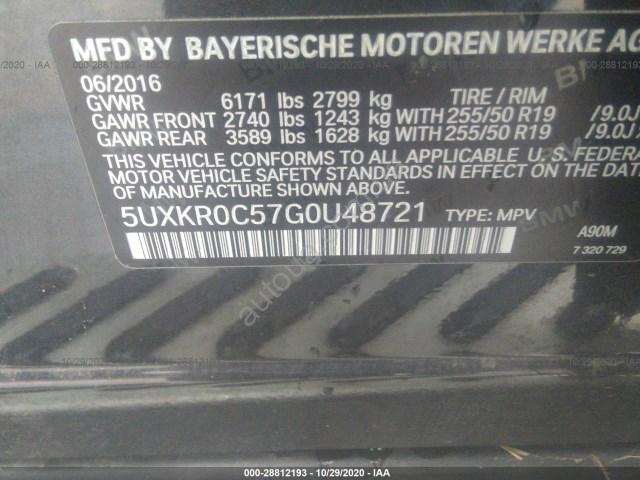 MFD BY BAYERISCHE MOTOREN WERKE AG
06/2016
GVWR 6171 lbs 2799 kg TIRE / RIM
GAWR FRONT 2740 lbs 1243 kg WITH 255/50 R19 /9.0J
GAWR REAR 3589 lbs 1628 kg WITH 255/50 R19 /9.0J
THIS VEHICLE CONFORMS TO ALL APPLICABLE U. S. FEDERA
MOTOR VEHICLE SAFETY STANDARDS IN EFFECT ON THE D
OF MANUFACTURE SHOWN ABOVE.
5UXKR0C57G0U48721 TYPE: MPV
A90M
7 320 729
000-28812193 - 10/29/2020 - IAA